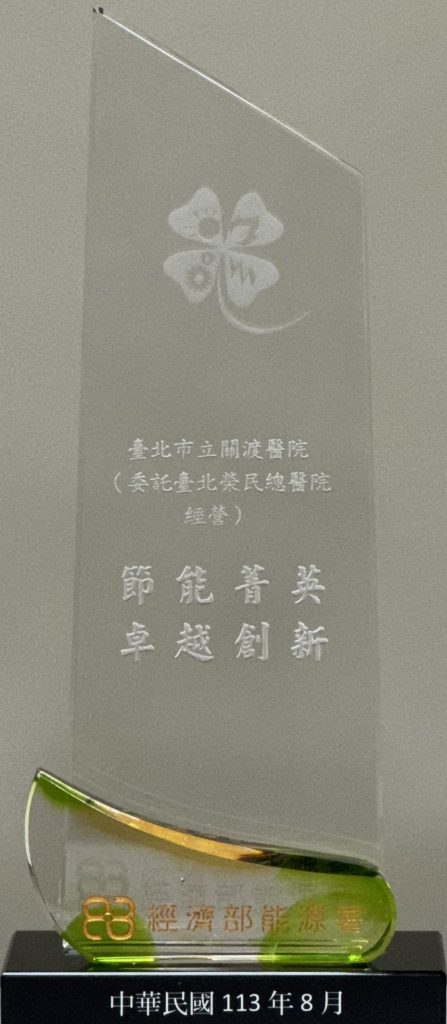 臺北市立關渡醫院
（委託臺北榮民總醫院
經營）
節能菁英
卓越創新
經濟部能源署
中華民國 113 年 8 月